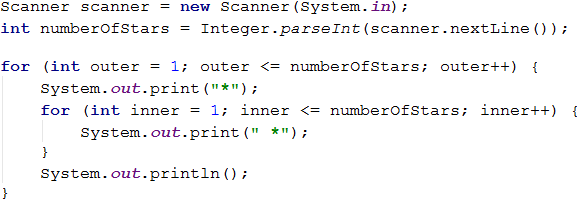 Scanner scanner = new Scanner(System.in);
int numberOfStars = Integer.parseInt(scanner.nextLine());

for (int outer = 1; outer <= numberOfStars; outer++) {
    System.out.print("*");
    for (int inner = 1; inner <= numberOfStars; inner++) {
        System.out.print(" *");
    }
    System.out.println();
}